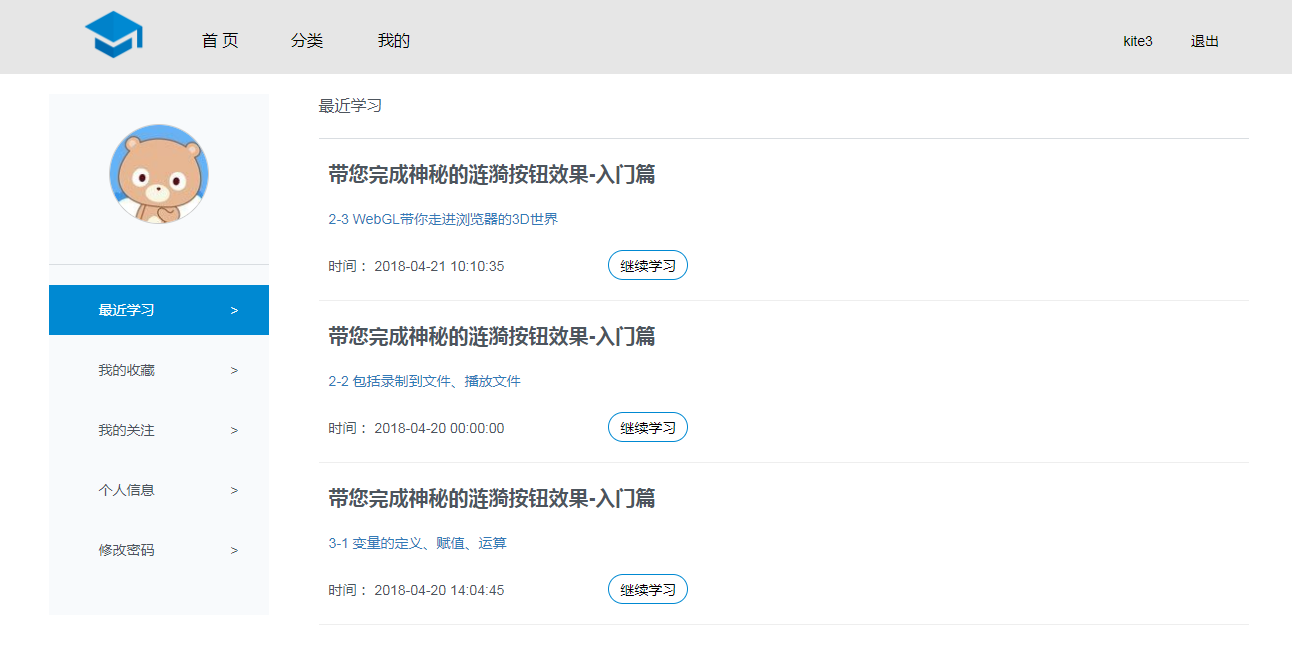 首 页 分类 我的 kite3 退出
最近学习 >
我的收藏 >
我的关注 >
个人信息 >
修改密码 >
最近学习
带您完成神秘的涟漪按钮效果-入门篇
2-3 WebGL带你走进浏览器的3D世界
时间： 2018-04-21 10:10:35 继续学习
带您完成神秘的涟漪按钮效果-入门篇
2-2 包括录制到文件、播放文件
时间： 2018-04-20 00:00:00 继续学习
带您完成神秘的涟漪按钮效果-入门篇
3-1 变量的定义、赋值、运算
时间： 2018-04-20 14:04:45 继续学习